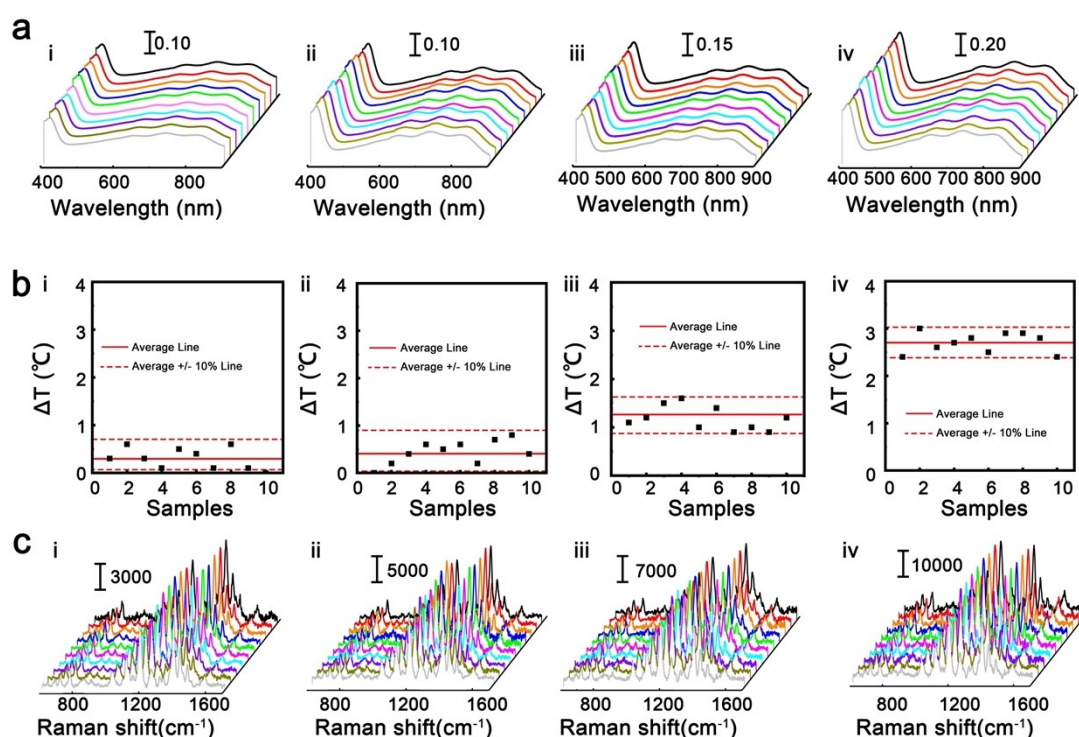 a
i
0.10
ii
0.10
iii
0.15
iv
0.20
400 600 800
400 600 800
400 500 600 700 800 900
400 500 600 700 800 900
Wavelength (nm)
Wavelength (nm)
Wavelength (nm)
Wavelength (nm)
b
i
ΔT (℃)
4
3
2
1
0
Average Line
Average +/- 10% Line
0 2 4 6 8 10
Samples
ii
ΔT (℃)
4
3
2
1
0
Average Line
Average +/- 10% Line
0 2 4 6 8 10
Samples
iii
ΔT (℃)
4
3
2
1
0
Average Line
Average +/- 10% Line
0 2 4 6 8 10
Samples
iv
ΔT (℃)
4
3
2
1
0
Average Line
Average +/- 10% Line
0 2 4 6 8 10
Samples
c
i
3000
ii
5000
iii
7000
iv
10000
800 1200 1600
800 1200 1600
800 1200 1600
800 1200 1600
Raman shift(cm⁻¹)
Raman shift(cm⁻¹)
Raman shift(cm⁻¹)
Raman shift(cm⁻¹)